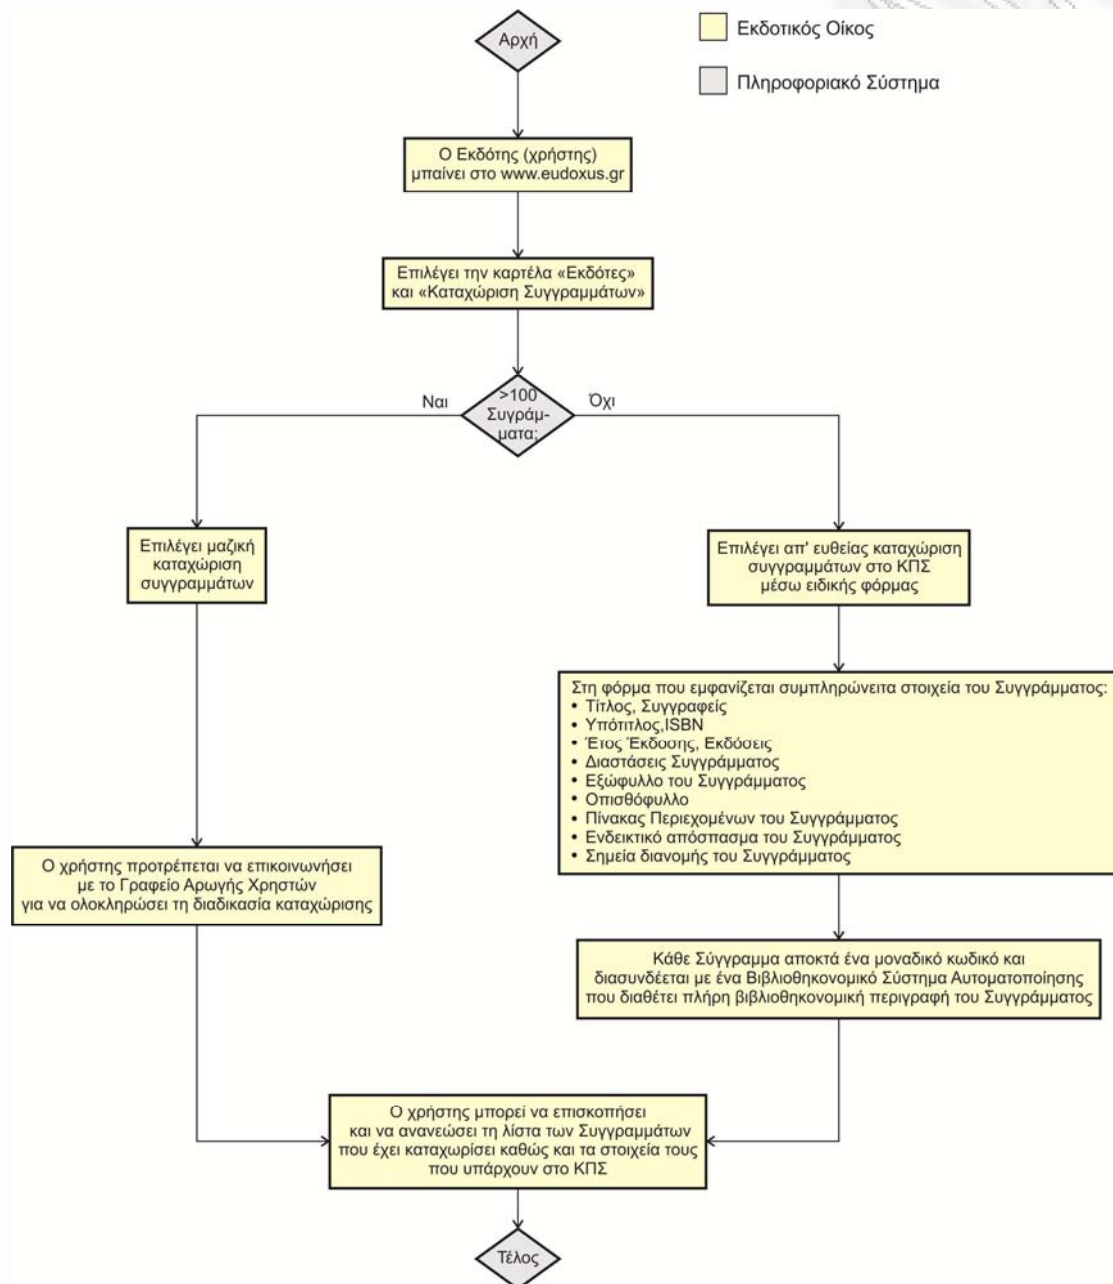 Αρχή
Εκδοτικός Οίκος
Πληροφοριακό Σύστημα
Ο Εκδότης (χρήστης)
μπαίνει στο www.eudoxus.gr
Επιλέγει την καρτέλα «Εκδότες»
και «Καταχώριση Συγγραμμάτων»
>100
Συγράμ-
ματα;
Ναι
Όχι
Επιλέγει μαζική
καταχώριση
συγγραμμάτων
Επιλέγει απ' ευθείας καταχώριση
συγγραμμάτων στο ΚΠΣ
μέσω ειδικής φόρμας
Στη φόρμα που εμφανίζεται συμπληρώνειτα στοιχεία του Συγγράμματος:
• Τίτλος, Συγγραφείς
• Υπότιτλος,ISBN
• Έτος Έκδοσης, Εκδόσεις
• Διαστάσεις Συγγράμματος
• Εξώφυλλο του Συγγράμματος
• Οπισθόφυλλο
• Πίνακας Περιεχομένων του Συγγράμματος
• Ενδεικτικό απόσπασμα του Συγγράμματος
• Σημεία διανομής του Συγγράμματος
Ο χρήστης προτρέπεται να επικοινωνήσει
με το Γραφείο Αρωγής Χρηστών
για να ολοκληρώσει τη διαδικασία καταχώρισης
Κάθε Σύγγραμμα αποκτά ένα μοναδικό κωδικό και
διασυνδέεται με ένα Βιβλιοθηκονομικό Σύστημα Αυτοματοποίησης
που διαθέτει πλήρη βιβλιοθηκονομική περιγραφή του Συγγράμματος
Ο χρήστης μπορεί να επισκοπήσει
και να ανανεώσει τη λίστα των Συγγραμμάτων
που έχει καταχωρίσει καθώς και τα στοιχεία τους
που υπάρχουν στο ΚΠΣ
Τέλος